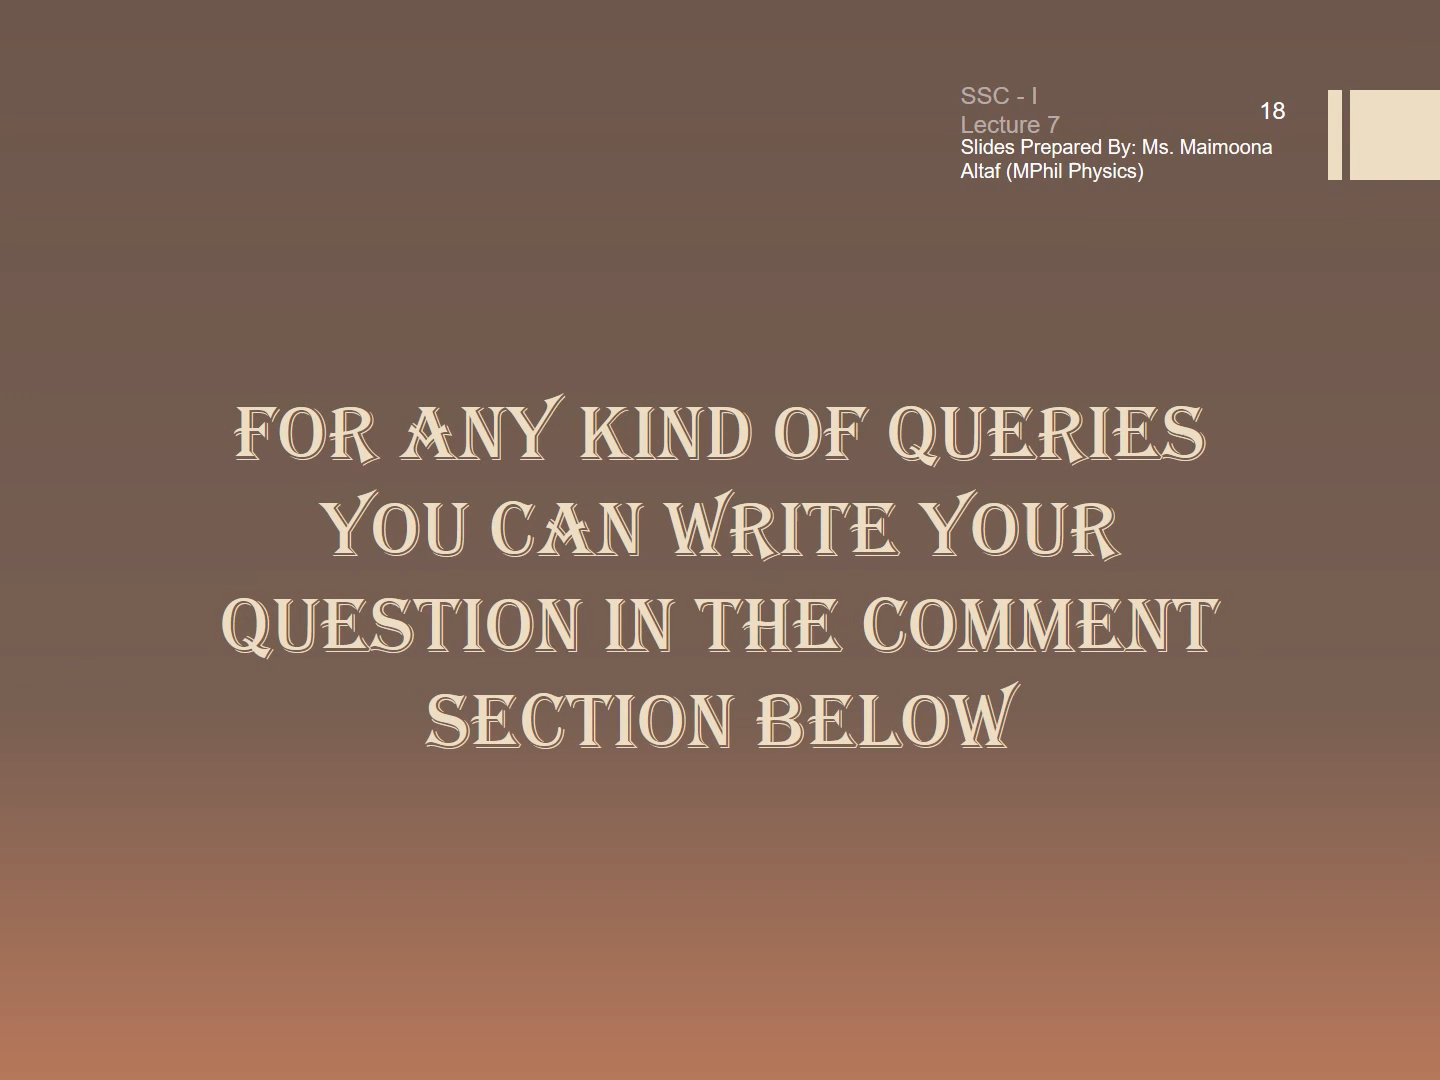 SSC - I
Lecture 7
18
Slides Prepared By: Ms. Maimoona
Altaf (MPhil Physics)
FOR ANY KIND OF QUERIES
YOU CAN WRITE YOUR
QUESTION IN THE COMMENT
SECTION BELOW